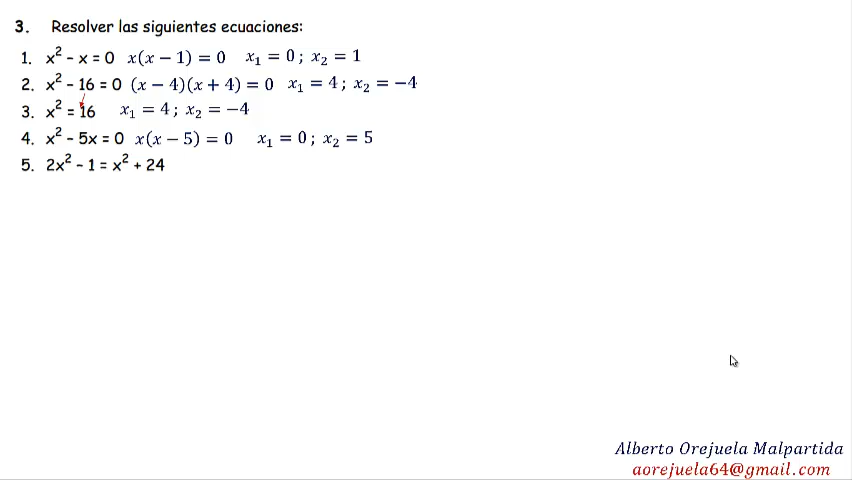 3. Resolver las siguientes ecuaciones:
1. x² - x = 0 x(x − 1) = 0 x₁ = 0 ; x₂ = 1
2. x² - 16 = 0 (x − 4)(x + 4) = 0 x₁ = 4 ; x₂ = −4
3. x² = 16 x₁ = 4 ; x₂ = −4
4. x² - 5x = 0 x(x − 5) = 0 x₁ = 0 ; x₂ = 5
5. 2x² - 1 = x² + 24
Alberto Orejuela Malpartida
aorejuela64@gmail.com